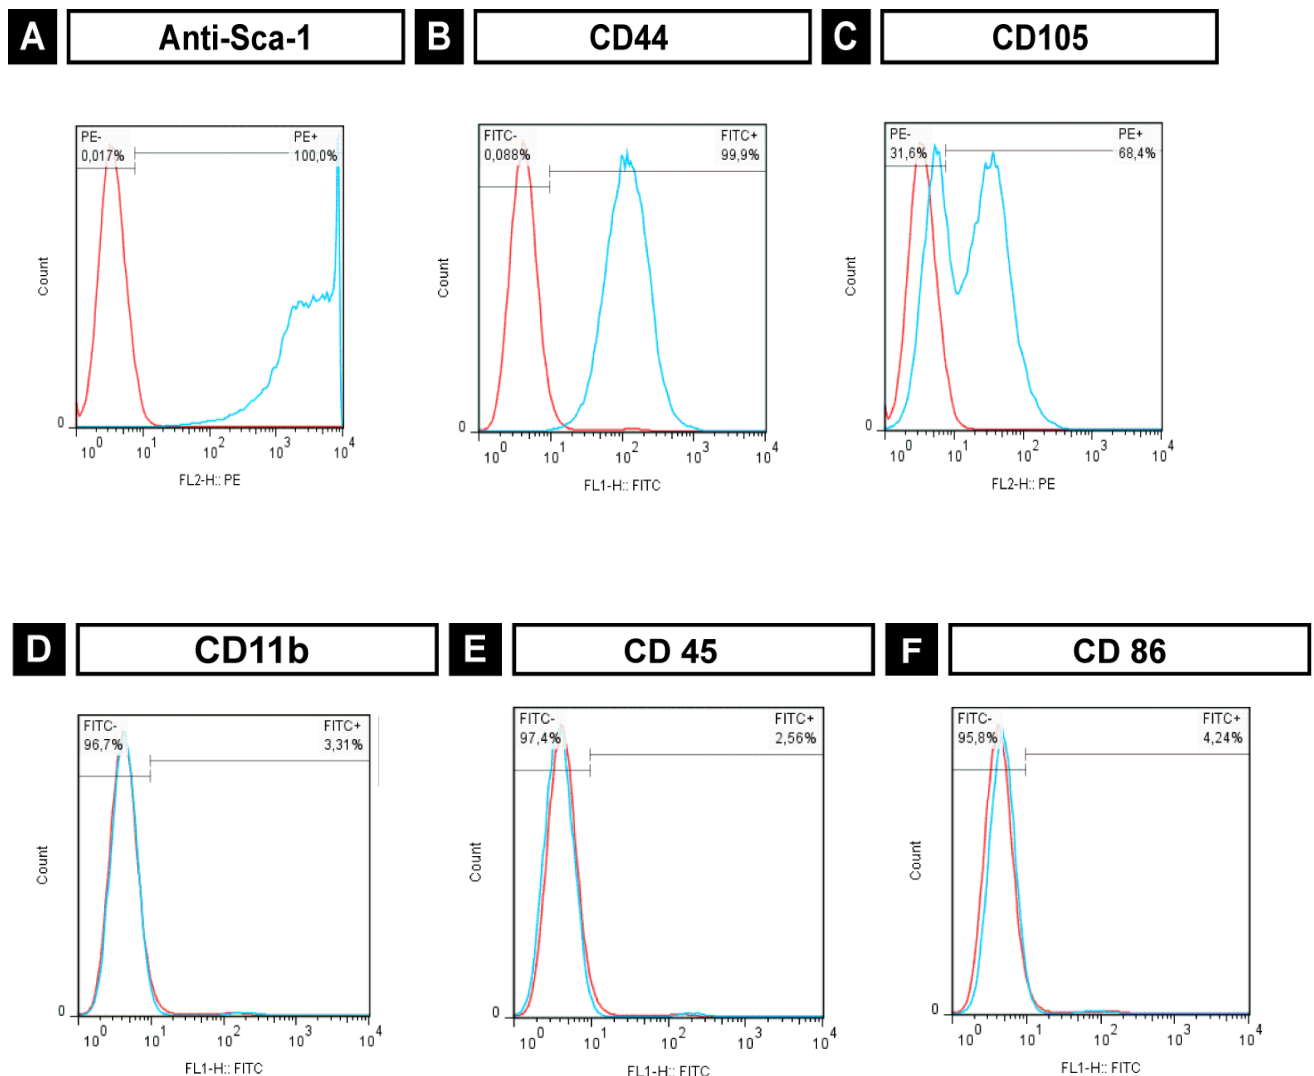 A Anti-Sca-1 B CD44 C CD105
PE- PE+
0,017% 100,0%
Count
0
10^0 10^1 10^2 10^3 10^4
FL2-H:: PE
FITC- FITC+
0,088% 99,9%
Count
0
10^0 10^1 10^2 10^3 10^4
FL1-H:: FITC
PE- PE+
31,6% 68,4%
Count
0
10^0 10^1 10^2 10^3 10^4
FL2-H:: PE
D CD11b E CD 45 F CD 86
FITC- FITC+
96,7% 3,31%
Count
0
10^0 10^1 10^2 10^3 10^4
FL1-H:: FITC
FITC- FITC+
97,4% 2,56%
Count
0
10^0 10^1 10^2 10^3 10^4
FL1-H:: FITC
FITC- FITC+
95,8% 4,24%
Count
0
10^0 10^1 10^2 10^3 10^4
FL1-H:: FITC